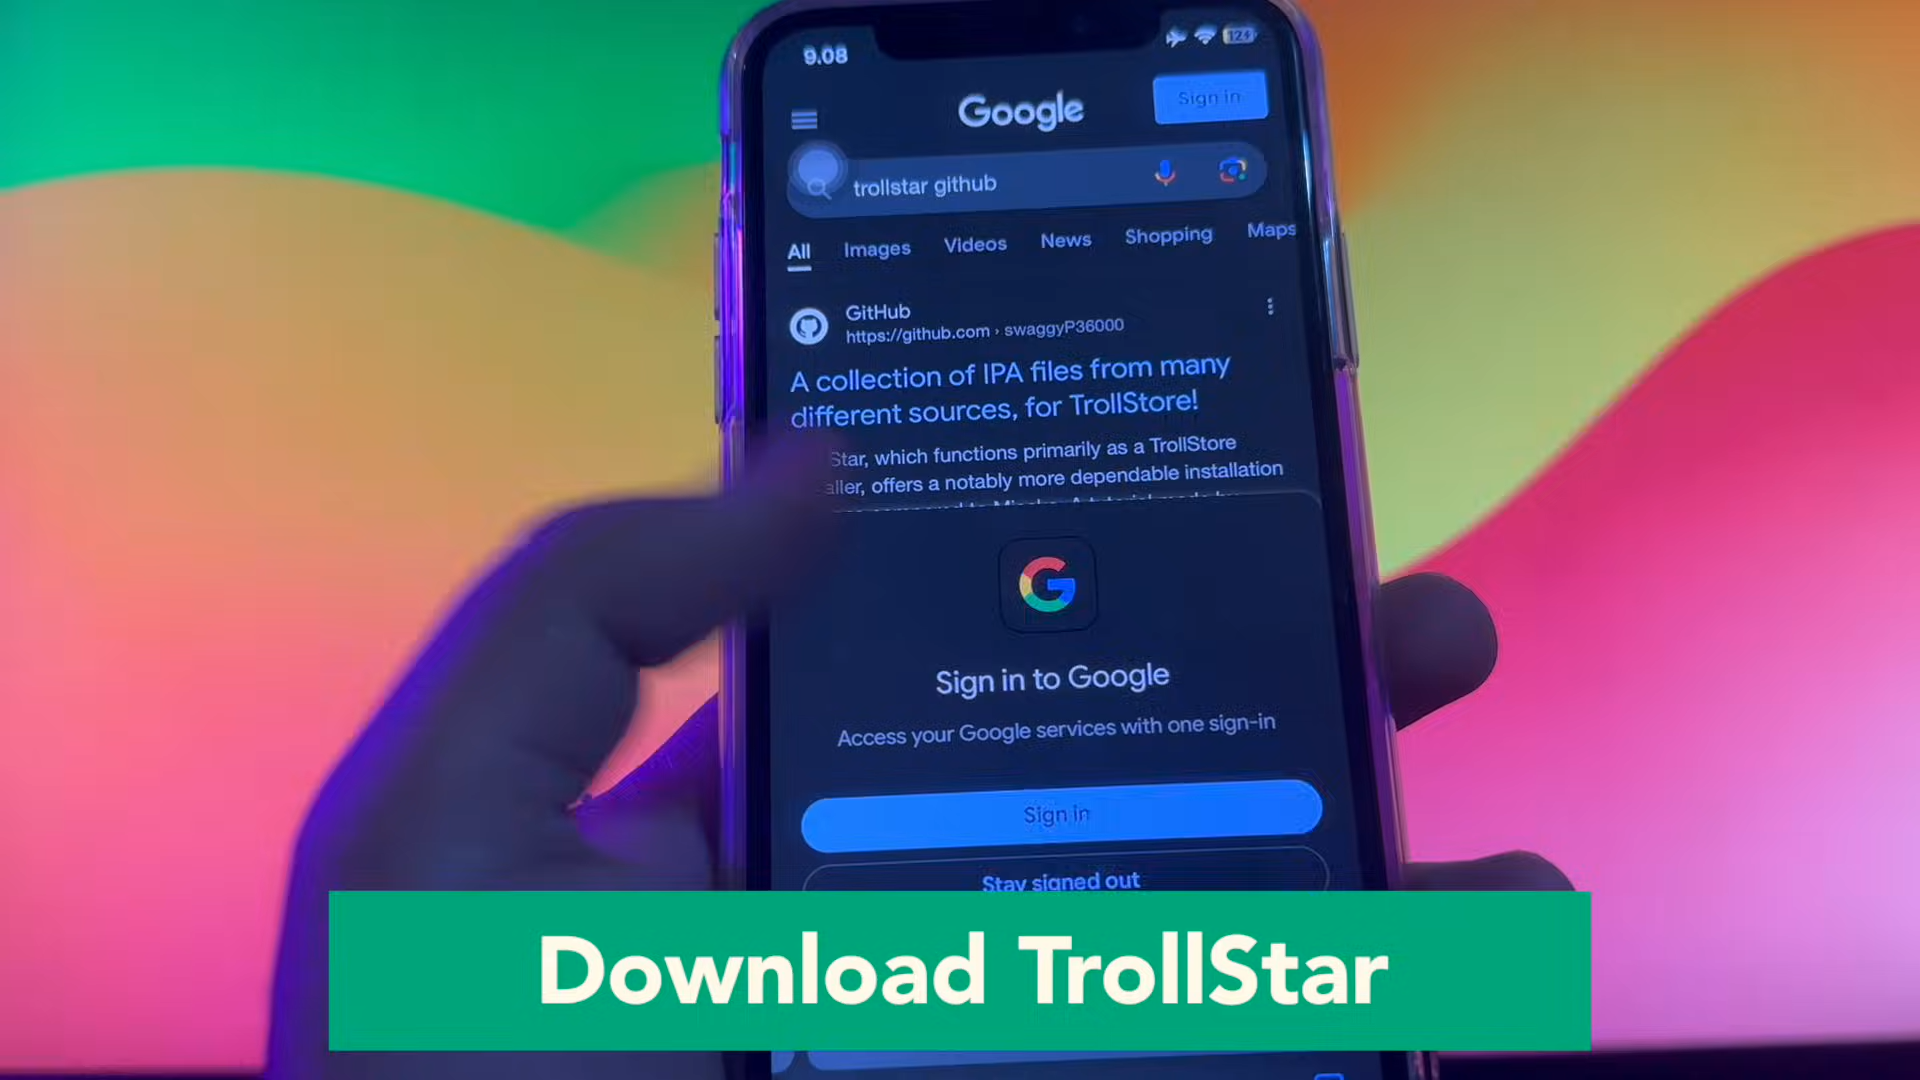 9.08
124
Google
Sign in
trollstar github
All Images Videos News Shopping Maps
GitHub
https://github.com › swaggyP36000
A collection of IPA files from many
different sources, for TrollStore!
Star, which functions primarily as a TrollStore
aller, offers a notably more dependable installation
Sign in to Google
Access your Google services with one sign-in
Sign in
Stay signed out
Download TrollStar